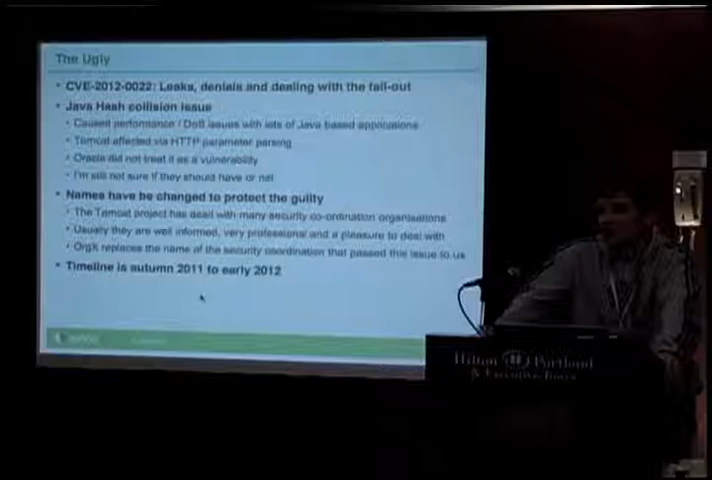 The Ugly
• CVE-2012-0022: Leaks, denials and dealing with the fall-out
• Java Hash collision issue
• Caused performance / DoS issues with lots of Java based applications
• Tomcat affected via HTTP parameter parsing
• Oracle did not treat it as a vulnerability
• I'm still not sure if they should have or not
• Names have be changed to protect the guilty
• The Tomcat project has dealt with many security co-ordination organisations
• Usually they are well informed, very professional and a pleasure to deal with
• OrgX replaces the name of the security coordination that passed this issue to us
• Timeline is autumn 2011 to early 2012
Hilton Portland
& Executive Tower